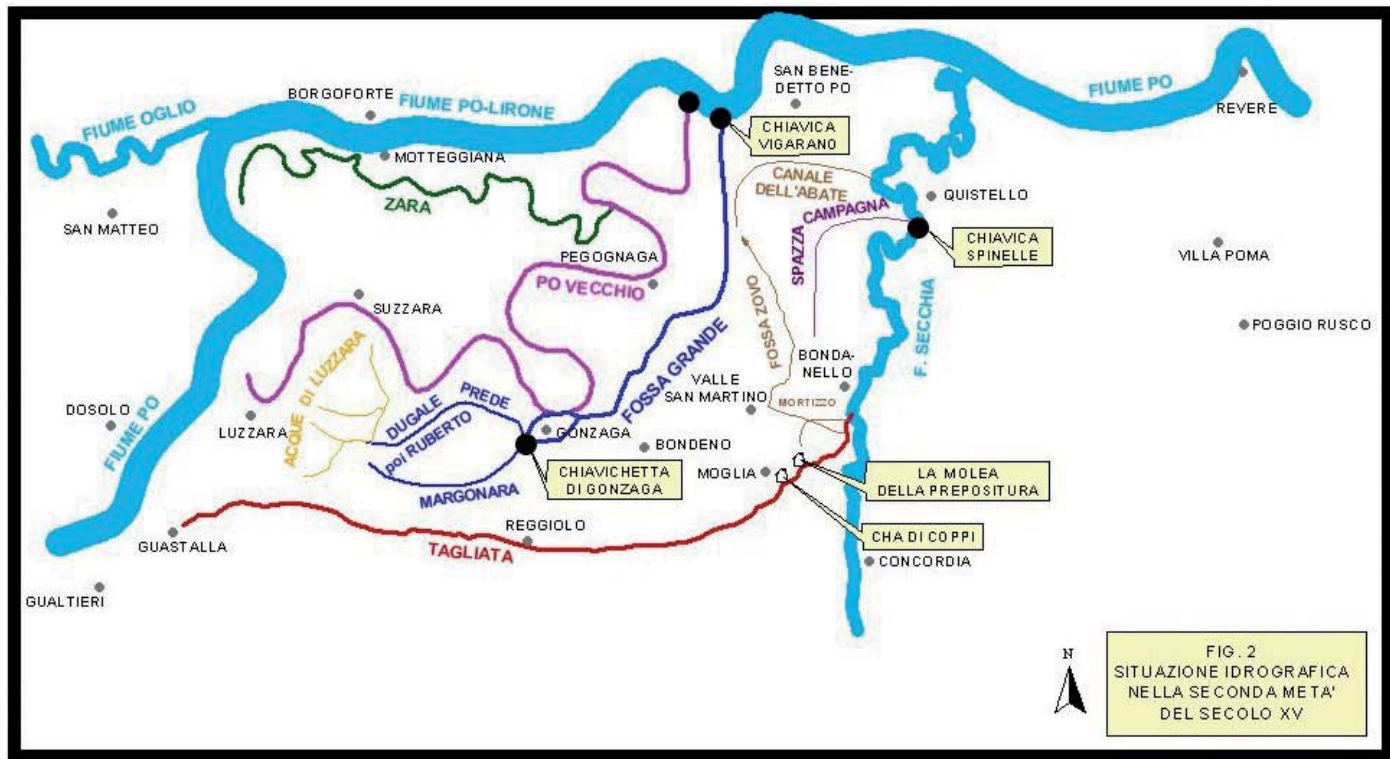 SAN BENE-
DETTO PO
FIUME PO
REVERE
BORGOFORTE
FIUME PO-LIRONE
FIUME OGLIO
CHIAVICA
VIGARANO
MOTTEGGIANA
ZARA
CANALE
DELL'ABATE
QUISTELLO
SAN MATTEO
SPAZZA
CAMPAGNA
CHIAVICA
SPINELLE
VILLA POMA
PEGOGNAGA
PO VECCHIO
SUZZARA
FOSSA ZOVO
F. SECCHIA
POGGIO RUSCO
ACQUE DI LUZZARA
FOSSA GRANDE
BONDA-
NELLO
VALLE
SAN MARTINO
MORTIZZO
DOSOLO
FIUME PO
LUZZARA
DUGALE PREDE
poi RUBERTO
GONZAGA
BONDENO
MARGONARA
CHIAVICHETTA
DI GONZAGA
MOGLIA
LA MOLEA
DELLA PREPOSITURA
GUASTALLA
TAGLIATA
REGGIOLO
CHA DI COPPI
CONCORDIA
GUALTIERI
N
FIG. 2
SITUAZIONE IDROGRAFICA
NELLA SECONDA META'
DEL SECOLO XV